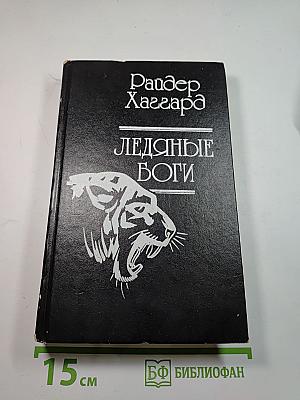 Райдер
Хаггард
ЛЕДЯНЫЕ
БОГИ
15 см
БФ БИБЛИОФАН